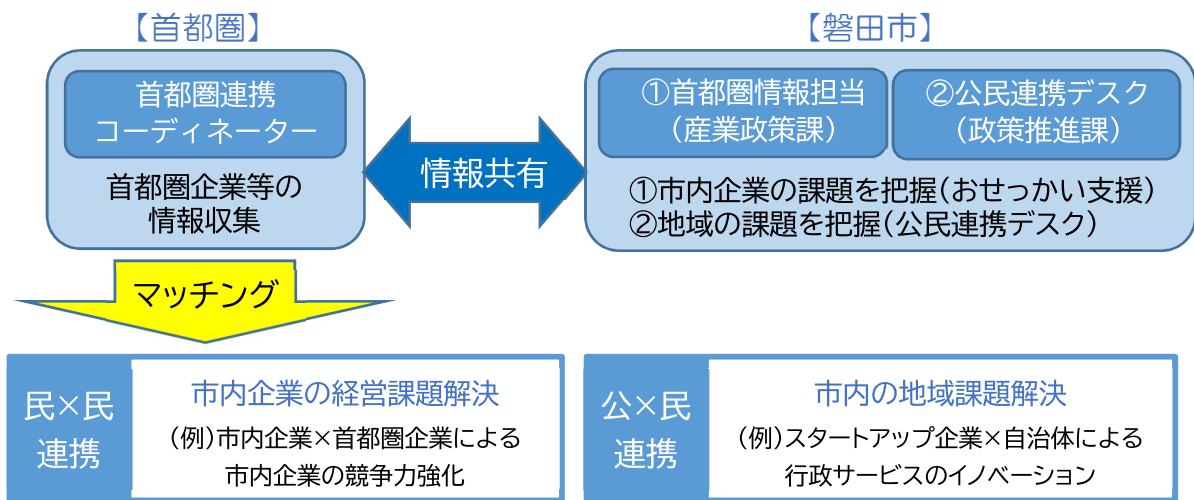 【首都圏】
首都圏連携
コーディネーター
首都圏企業等の
情報収集
情報共有
【磐田市】
①首都圏情報担当
(産業政策課)
②公民連携デスク
(政策推進課)
①市内企業の課題を把握(おせっかい支援)
②地域の課題を把握(公民連携デスク)
マッチング
民×民
連携
市内企業の経営課題解決
(例)市内企業×首都圏企業による
市内企業の競争力強化
公×民
連携
市内の地域課題解決
(例)スタートアップ企業×自治体による
行政サービスのイノベーション